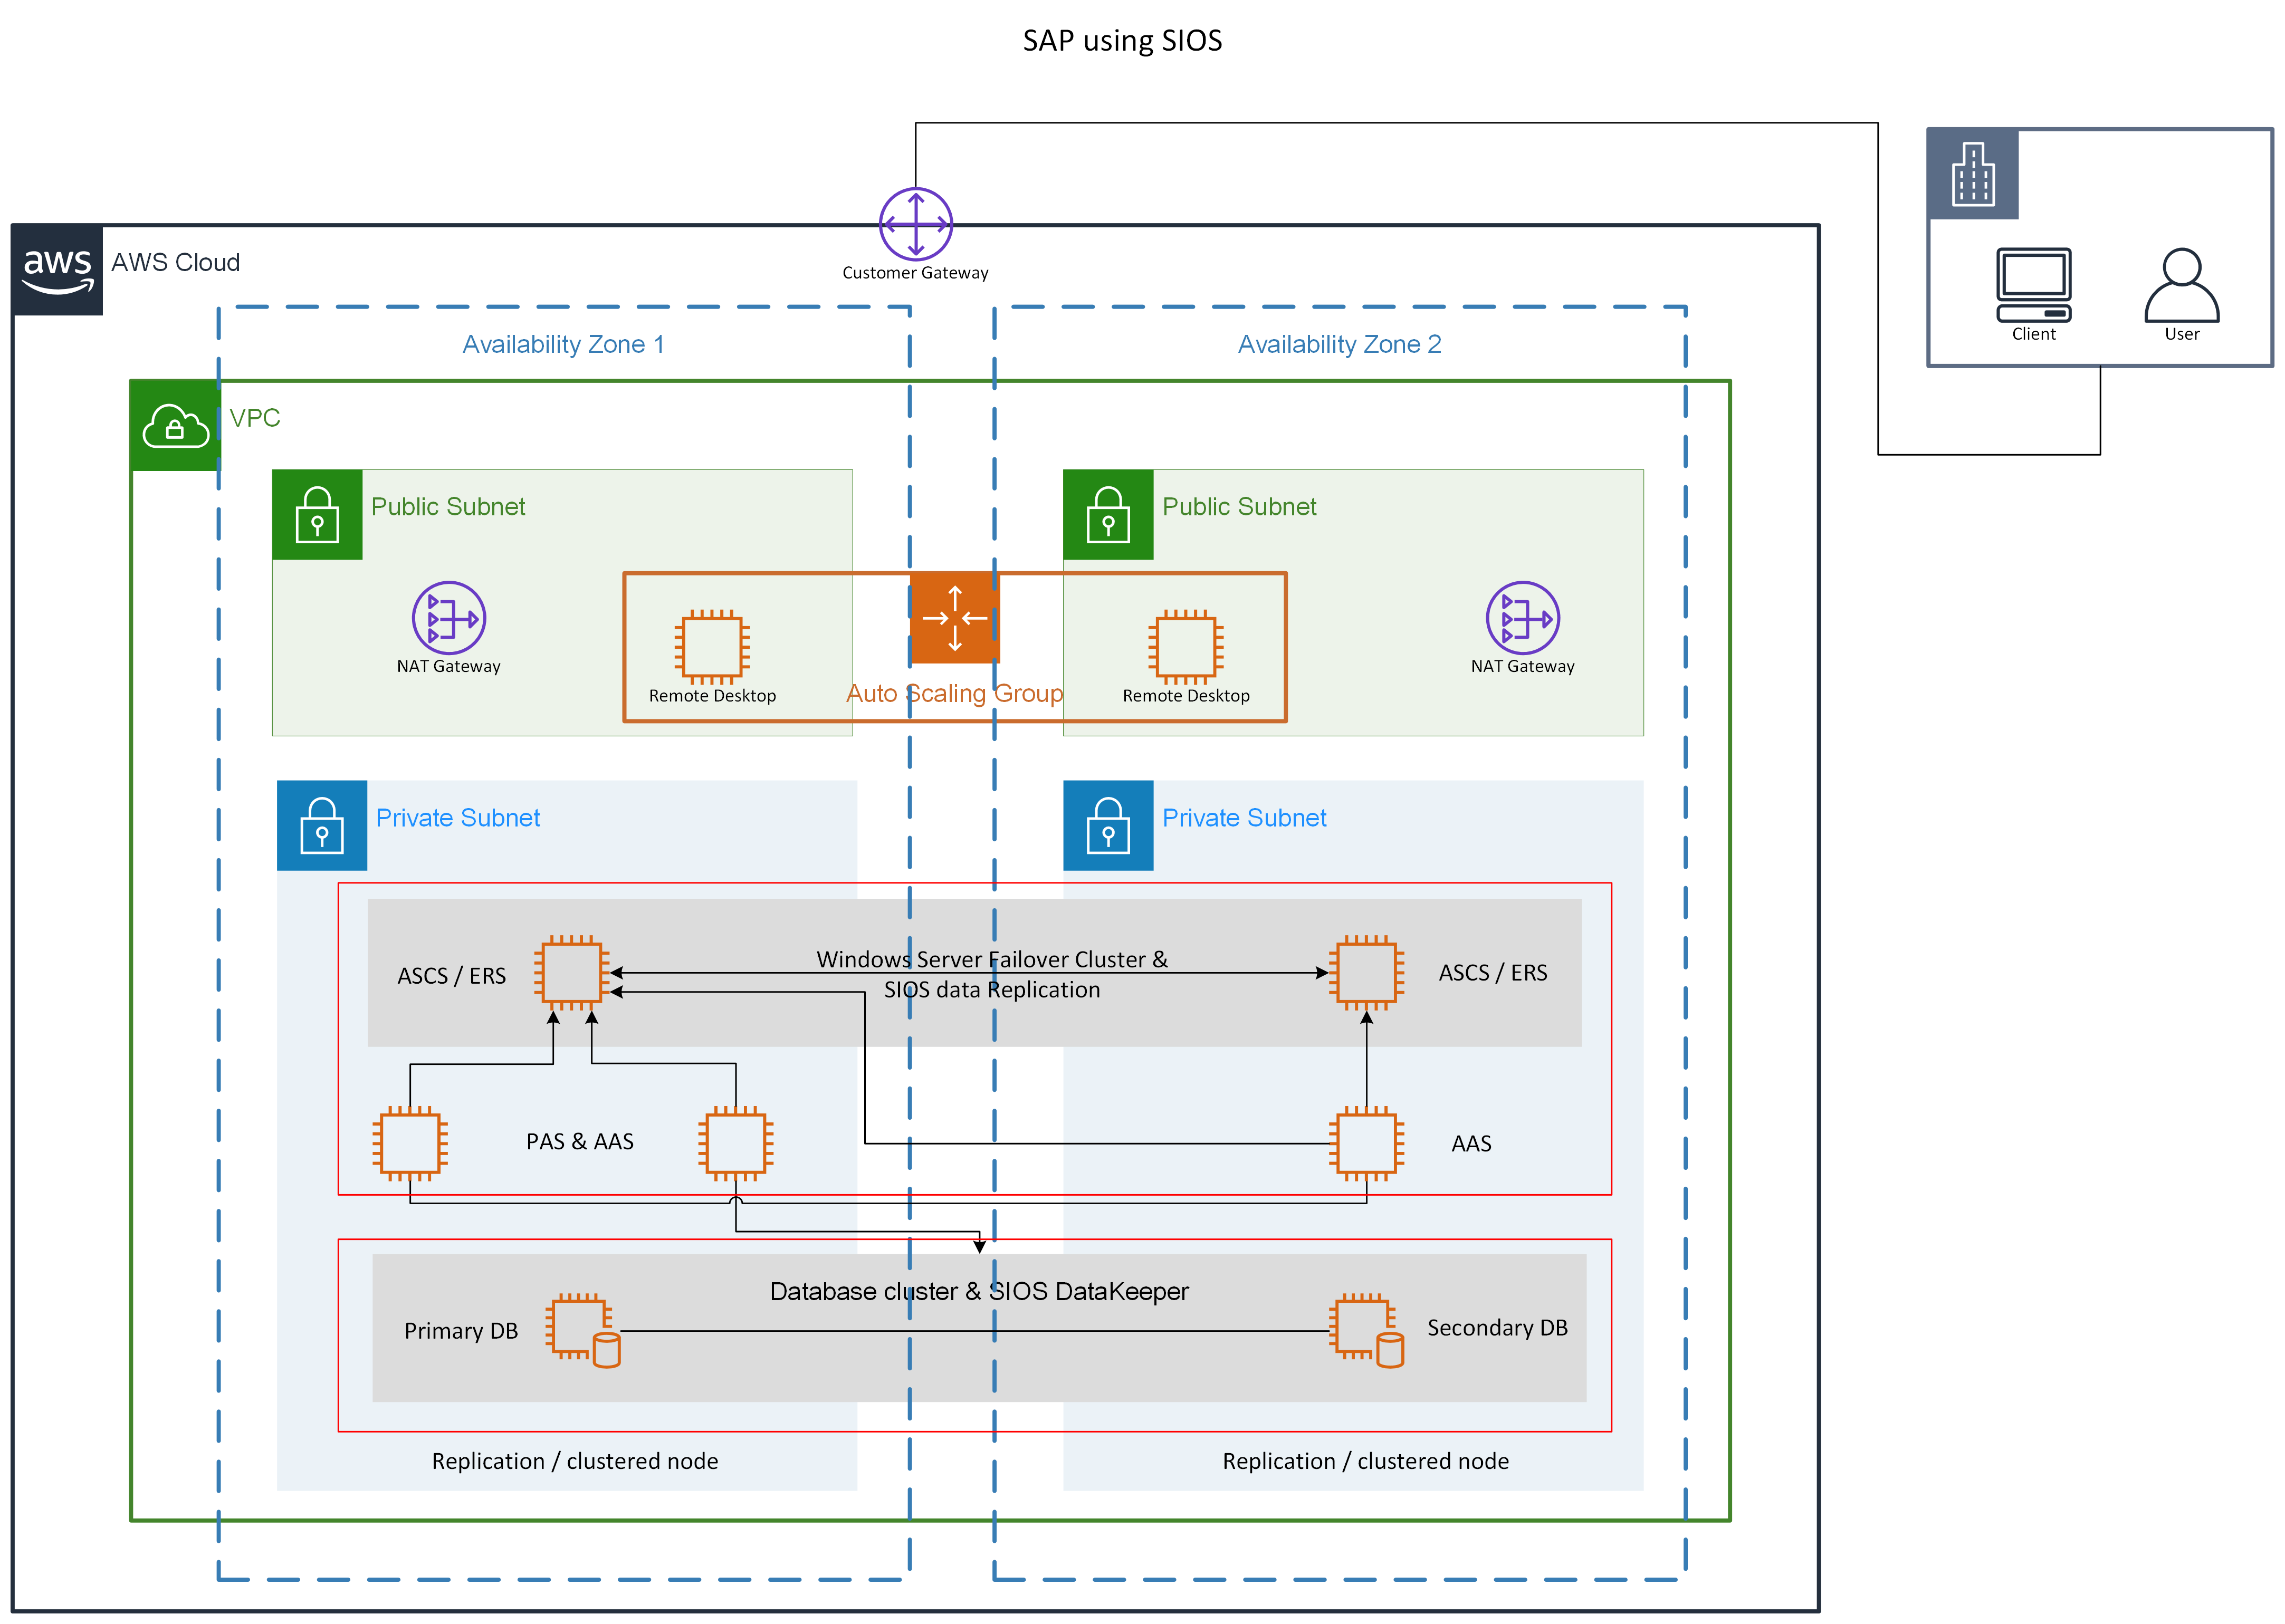 SAP using SIOS
aws
AWS Cloud
Customer Gateway
Client
User
Availability Zone 1
Availability Zone 2
VPC
Public Subnet
Public Subnet
NAT Gateway
Remote Desktop
Auto Scaling Group
Remote Desktop
NAT Gateway
Private Subnet
Private Subnet
ASCS / ERS
Windows Server Failover Cluster &
SIOS data Replication
ASCS / ERS
PAS & AAS
AAS
Database cluster & SIOS DataKeeper
Primary DB
Secondary DB
Replication / clustered node
Replication / clustered node